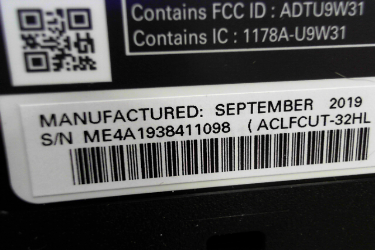 Contains FCC ID : ADTU9W31
Contains IC : 1178A-U9W31
MANUFACTURED: SEPTEMBER 2019
S/N ME4A1938411098 (ACLFCUT-32HL